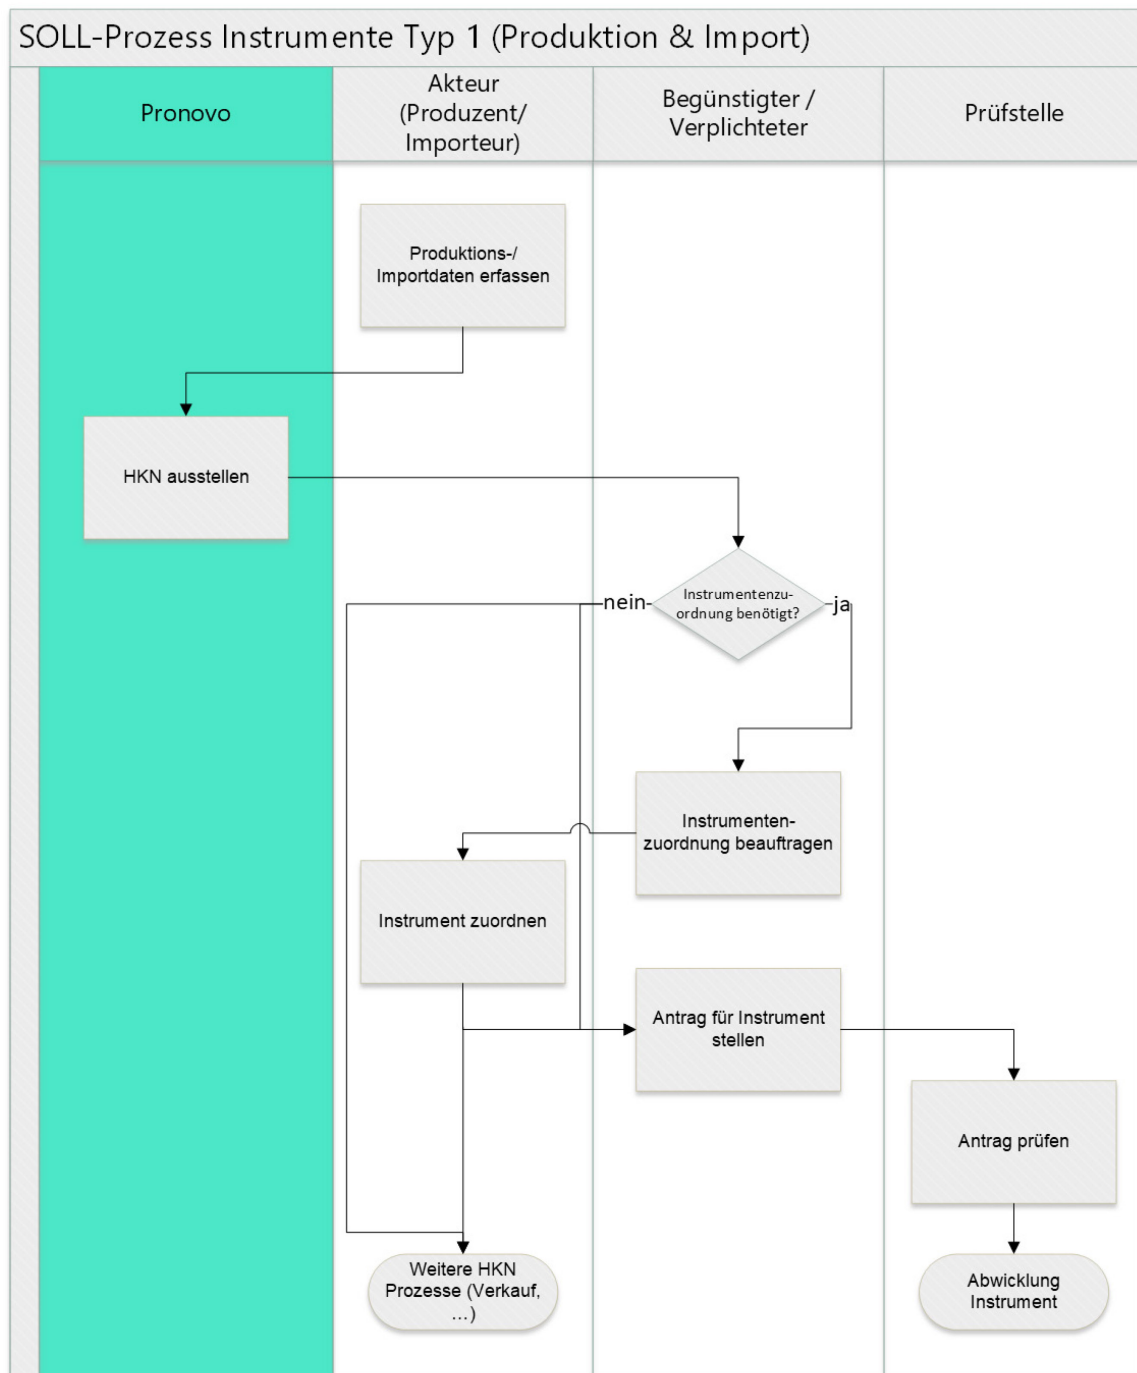 SOLL-Prozess Instrumente Typ 1 (Produktion & Import)
Pronovo
Akteur
(Produzent/
Importeur)
Begünstigter /
Verplichteter
Prüfstelle
Produktions-/
Importdaten erfassen
HKN ausstellen
Instrumentenzu-
ordnung benötigt?
nein
ja
Instrumenten-
zuordnung beauftragen
Instrument zuordnen
Antrag für Instrument
stellen
Antrag prüfen
Weitere HKN
Prozesse (Verkauf,
…)
Abwicklung
Instrument